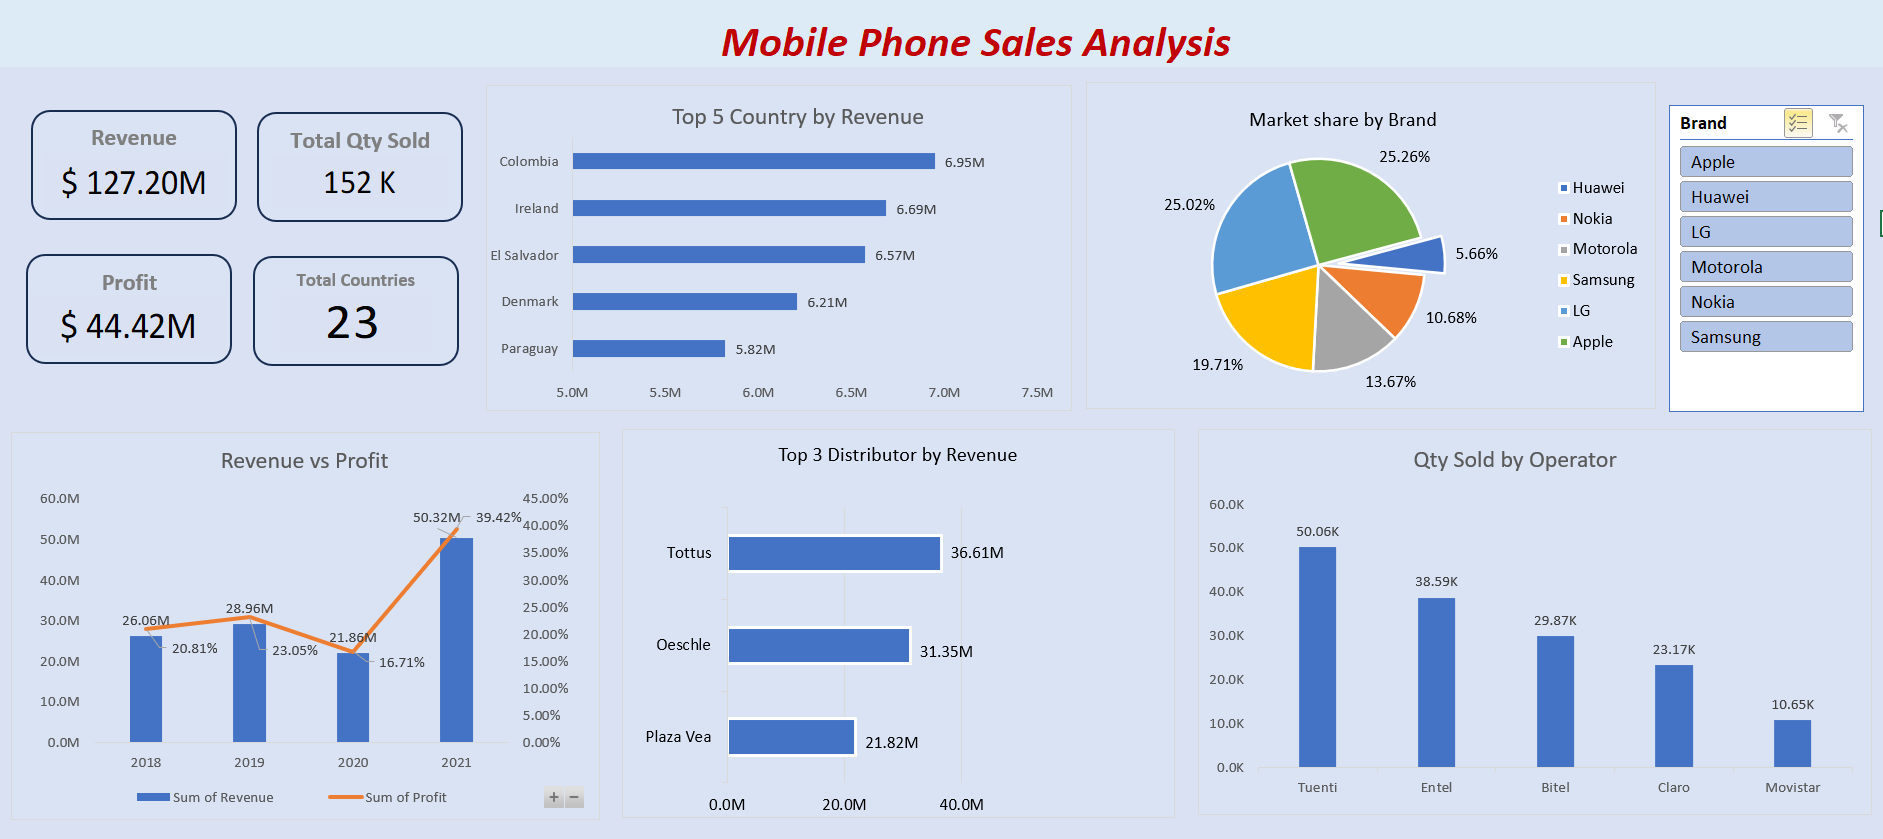 Mobile Phone Sales Analysis
Revenue
$ 127.20M
Total Qty Sold
152 K
Profit
$ 44.42M
Total Countries
23
Top 5 Country by Revenue
Colombia 6.95M
Ireland 6.69M
El Salvador 6.57M
Denmark 6.21M
Paraguay 5.82M
5.0M 5.5M 6.0M 6.5M 7.0M 7.5M
Market share by Brand
25.26%
25.02%
5.66%
10.68%
19.71%
13.67%
Huawei
Nokia
Motorola
Samsung
LG
Apple
Brand
Apple
Huawei
LG
Motorola
Nokia
Samsung
Revenue vs Profit
60.0M
50.0M
40.0M
30.0M
20.0M
10.0M
0.0M
26.06M
28.96M
21.86M
50.32M
20.81%
23.05%
16.71%
39.42%
45.00%
40.00%
35.00%
30.00%
25.00%
20.00%
15.00%
10.00%
5.00%
0.00%
2018 2019 2020 2021
Sum of Revenue Sum of Profit
+ −
Top 3 Distributor by Revenue
Tottus 36.61M
Oeschle 31.35M
Plaza Vea 21.82M
0.0M 20.0M 40.0M
Qty Sold by Operator
60.0K
50.0K
40.0K
30.0K
20.0K
10.0K
0.0K
50.06K
38.59K
29.87K
23.17K
10.65K
Tuenti Entel Bitel Claro Movistar